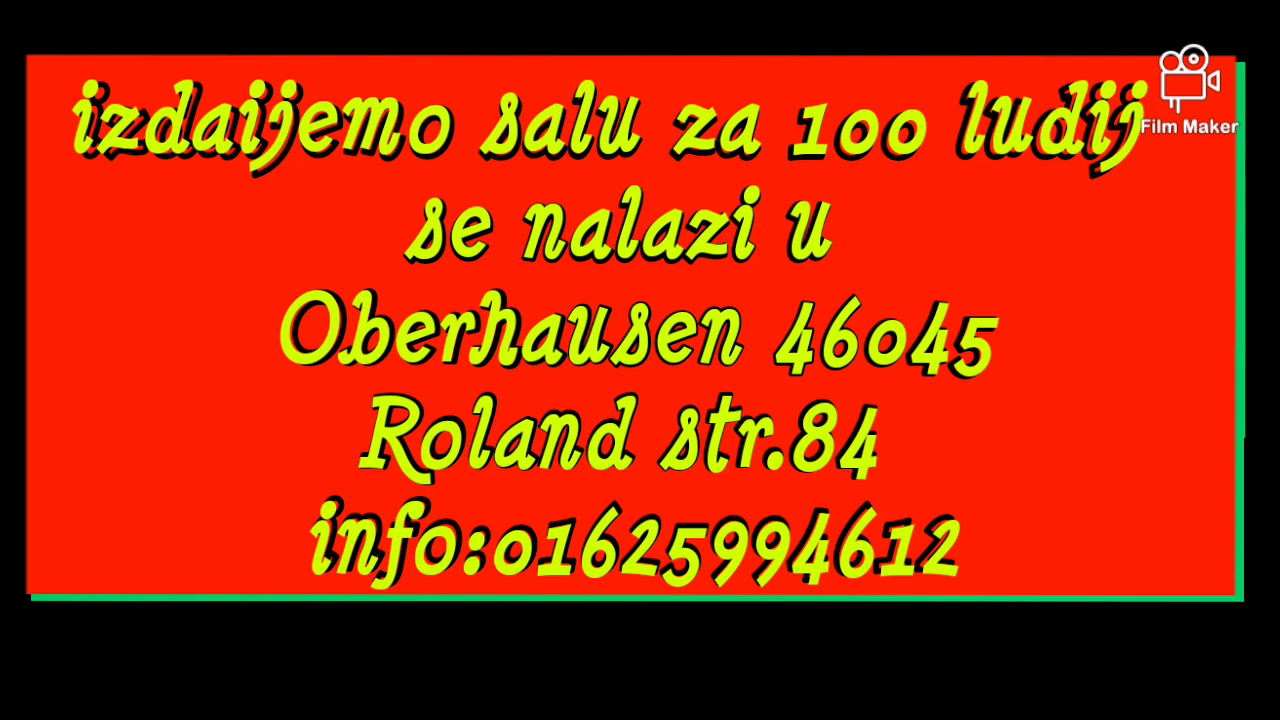 izdaijemo salu za 100 ludij
Film Maker
se nalazi u
Oberhausen 46045
Roland str.84
info:01625994612